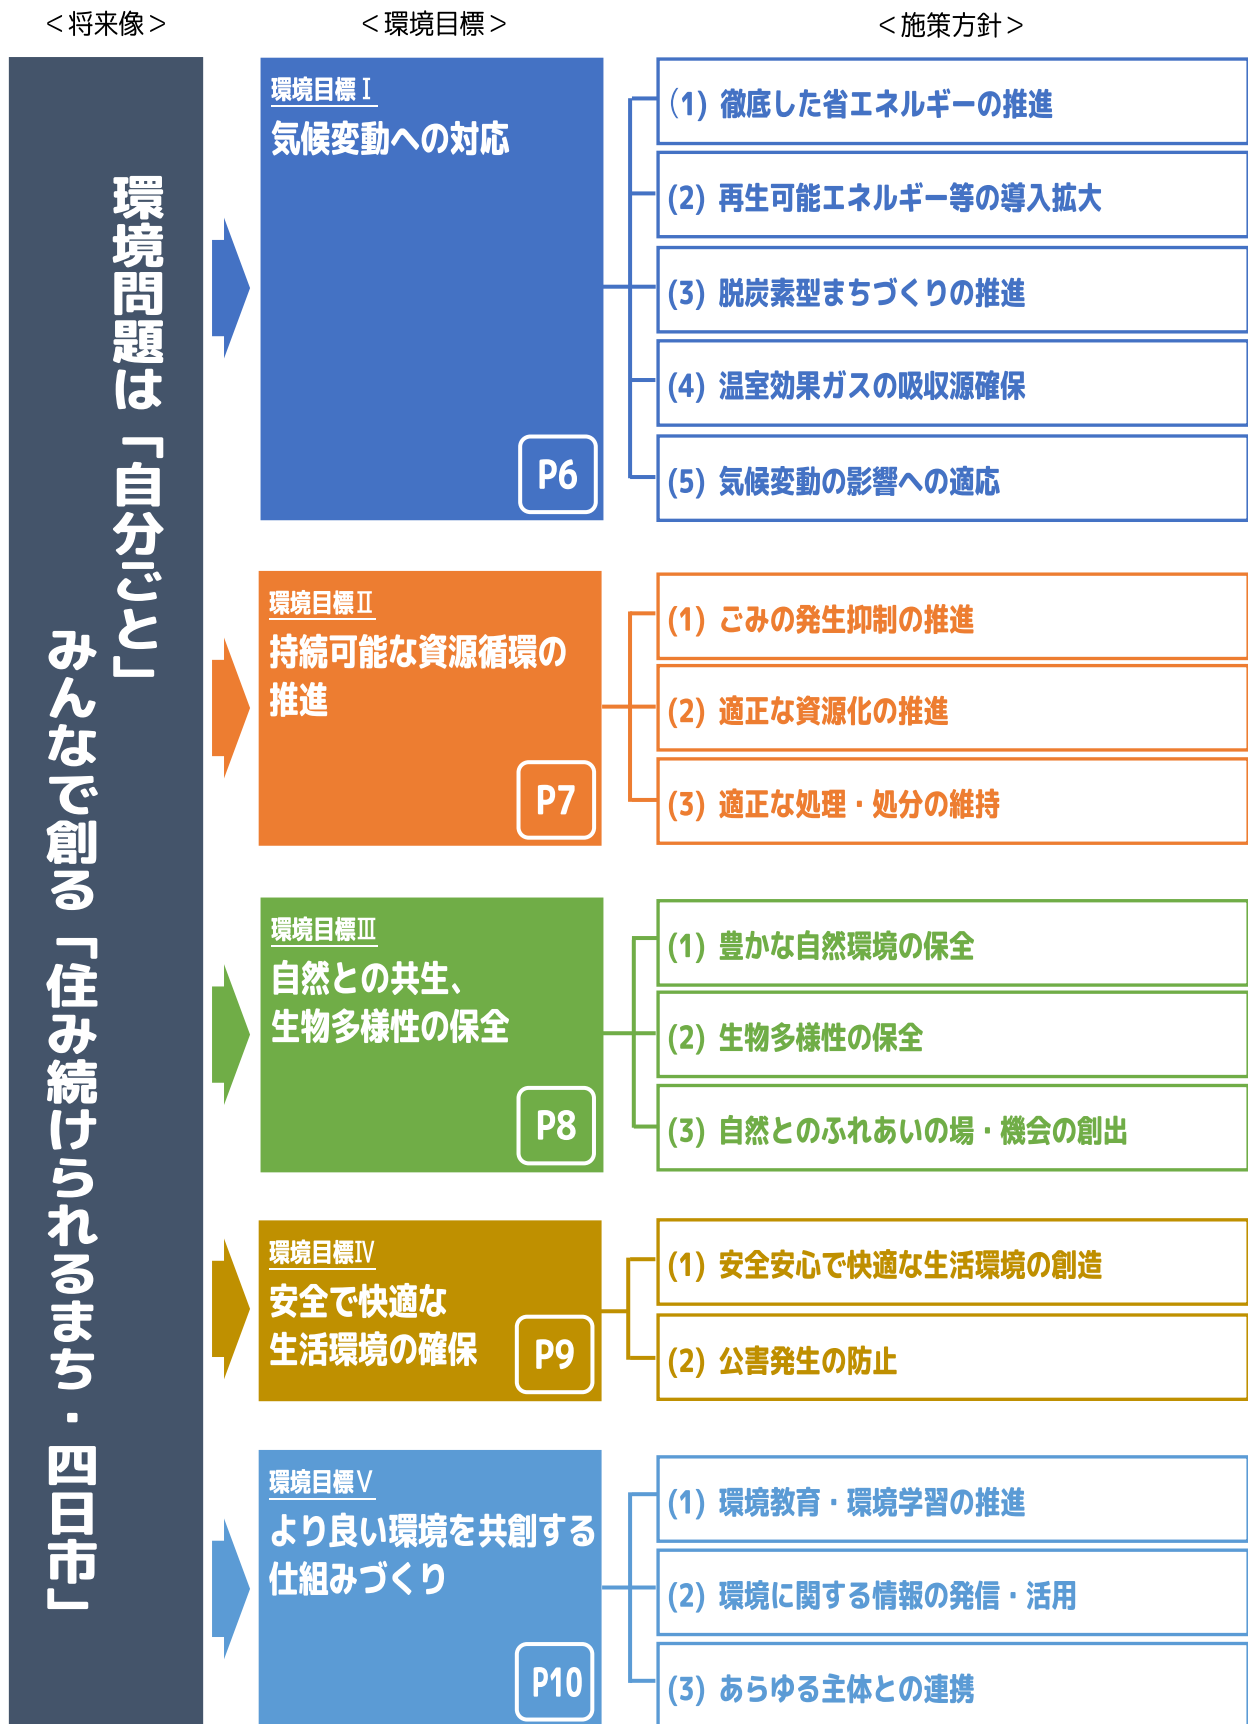 ＜将来像＞
＜環境目標＞
＜施策方針＞
環境問題は「自分ごと」
みんなで創る「住み続けられるまち・四日市」
環境目標Ⅰ
気候変動への対応
P6
(1) 徹底した省エネルギーの推進
(2) 再生可能エネルギー等の導入拡大
(3) 脱炭素型まちづくりの推進
(4) 温室効果ガスの吸収源確保
(5) 気候変動の影響への適応
環境目標Ⅱ
持続可能な資源循環の
推進
P7
(1) ごみの発生抑制の推進
(2) 適正な資源化の推進
(3) 適正な処理・処分の維持
環境目標Ⅲ
自然との共生、
生物多様性の保全
P8
(1) 豊かな自然環境の保全
(2) 生物多様性の保全
(3) 自然とのふれあいの場・機会の創出
環境目標Ⅳ
安全で快適な
生活環境の確保
P9
(1) 安全安心で快適な生活環境の創造
(2) 公害発生の防止
環境目標Ⅴ
より良い環境を共創する
仕組みづくり
P10
(1) 環境教育・環境学習の推進
(2) 環境に関する情報の発信・活用
(3) あらゆる主体との連携